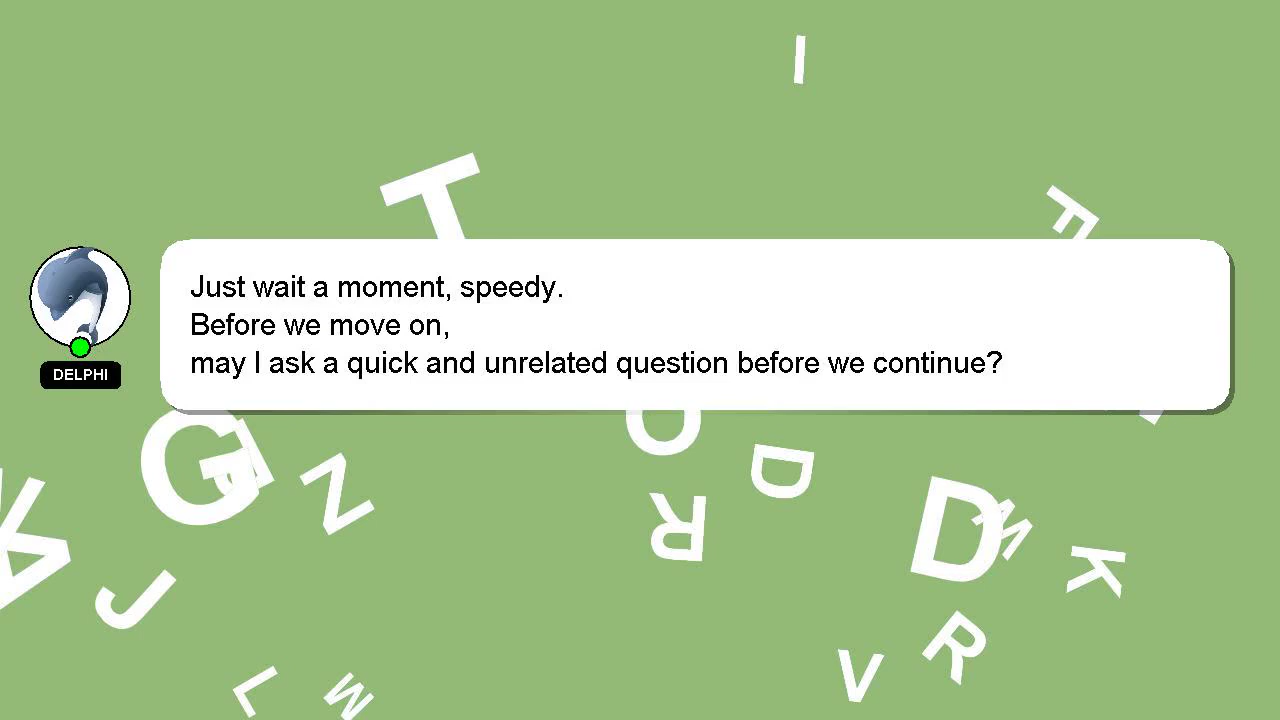 Just wait a moment, speedy.
Before we move on,
may I ask a quick and unrelated question before we continue?
DELPHI
I
T
F
G
N
O
D
R
D
M
K
J
R
V
L
M